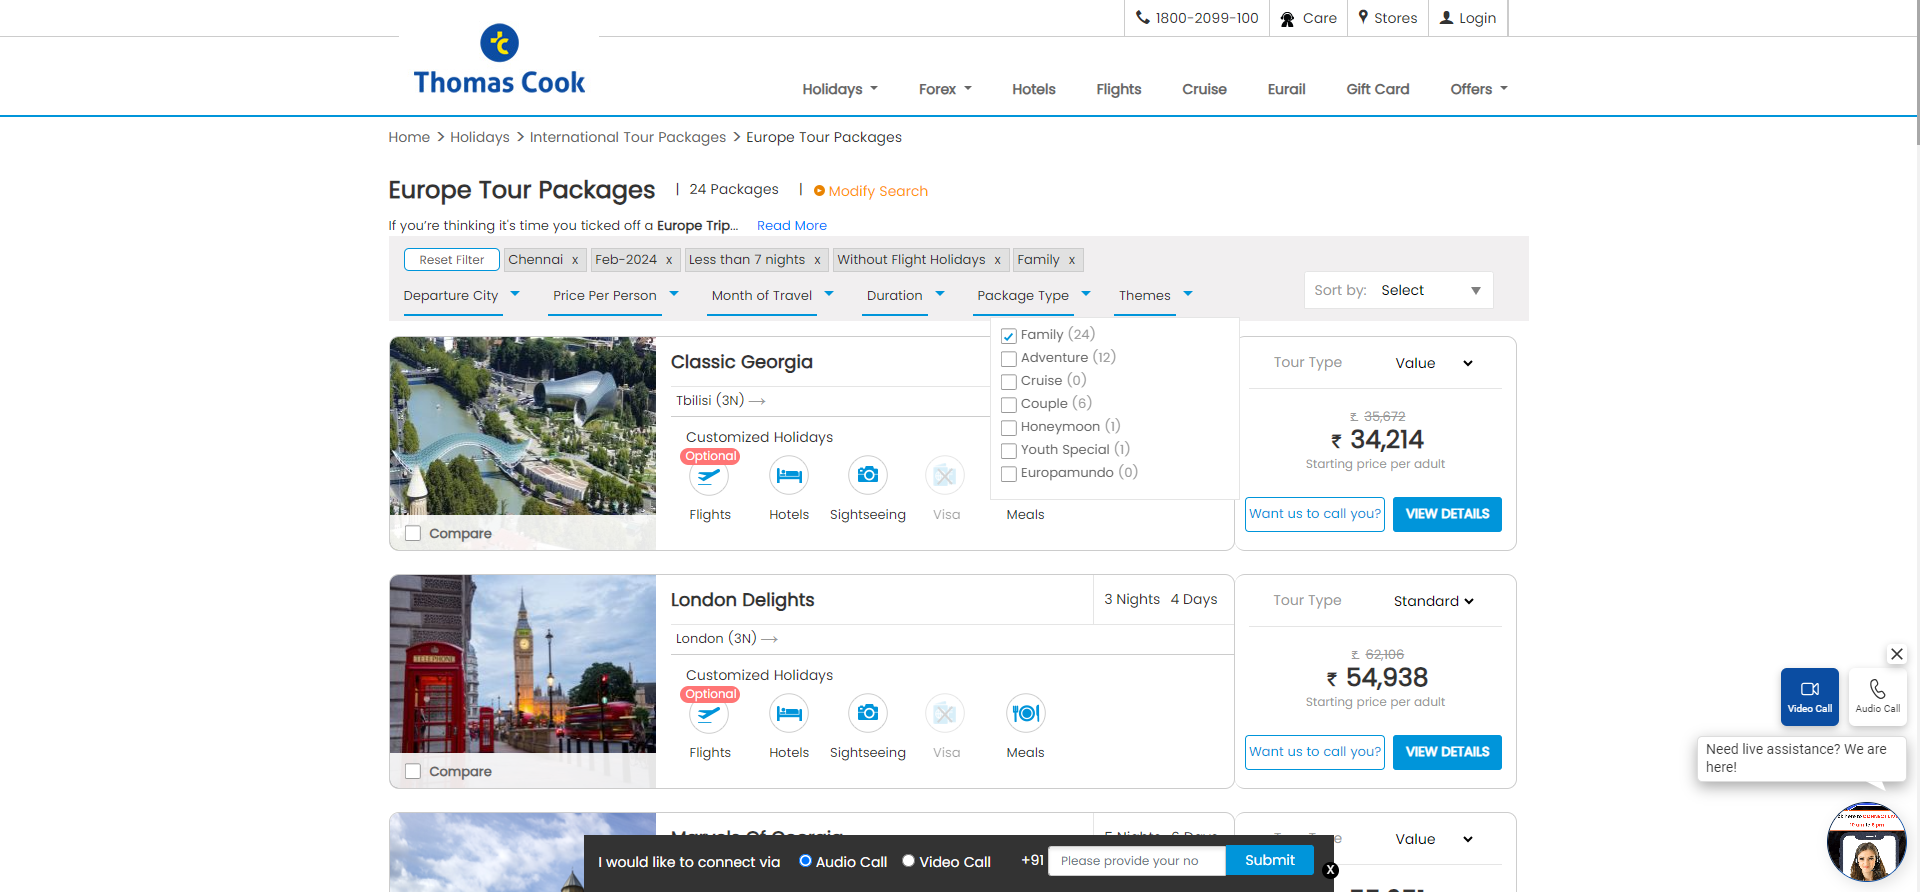 1800-2099-100 Care Stores Login
Thomas Cook
Holidays Forex Hotels Flights Cruise Eurail Gift Card Offers
Home > Holidays > International Tour Packages > Europe Tour Packages
Europe Tour Packages | 24 Packages | Modify Search
If you're thinking it's time you ticked off a Europe Trip... Read More
Reset Filter Chennai x Feb-2024 x Less than 7 nights x Without Flight Holidays x Family x
Departure City Price Per Person Month of Travel Duration Package Type Themes
Sort by: Select
Family (24)
Adventure (12)
Cruise (0)
Couple (6)
Honeymoon (1)
Youth Special (1)
Europamundo (0)
Classic Georgia
Tbilisi (3N) →
Customized Holidays
Optional
Flights Hotels Sightseeing Visa Meals
Compare
Tour Type Value
₹ 35,672
₹ 34,214
Starting price per adult
Want us to call you? VIEW DETAILS
London Delights
3 Nights 4 Days
London (3N) →
Customized Holidays
Optional
Flights Hotels Sightseeing Visa Meals
TELEPHONE
Compare
Tour Type Standard
₹ 62,106
₹ 54,938
Starting price per adult
Want us to call you? VIEW DETAILS
Marvels Of Georgia
5 Nights 6 Days
Value
I would like to connect via Audio Call Video Call +91 Please provide your no Submit
X
Video Call Audio Call
Need live assistance? We are
here!